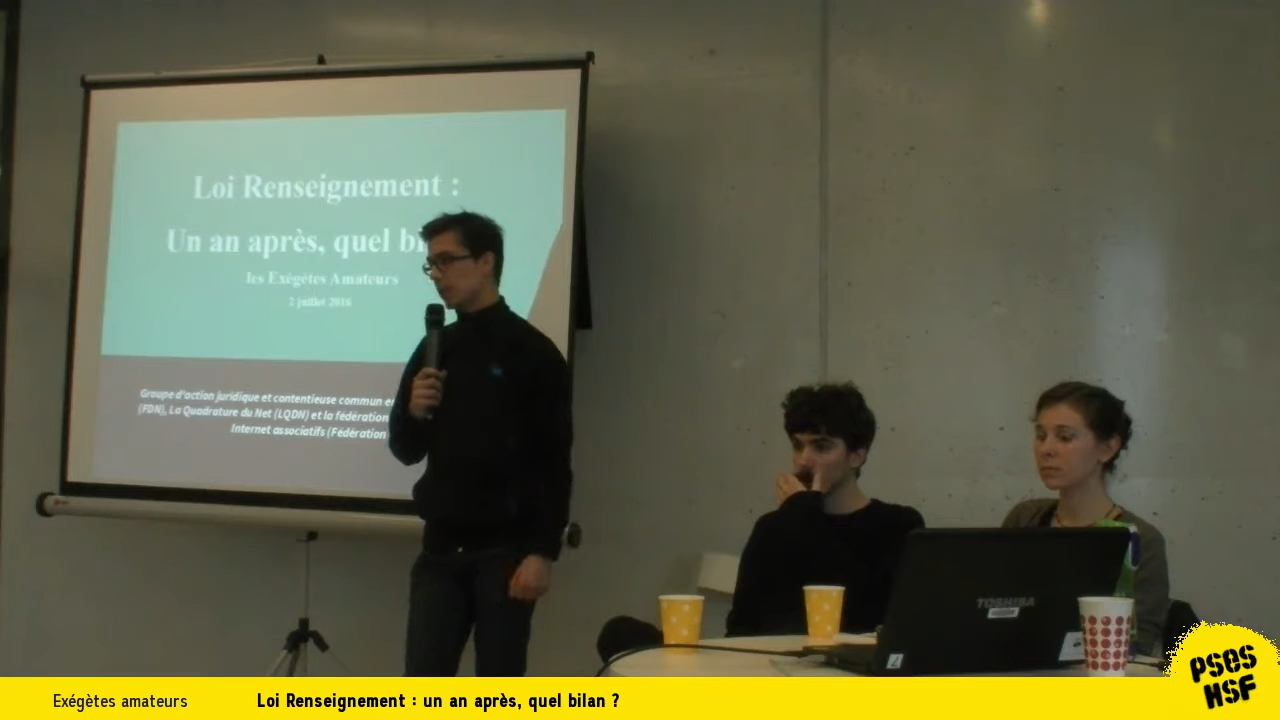 Loi Renseignement :
Un an après, quel
les Exégètes Amateurs
2 juillet 2016
Groupe d'action juridique et contentieuse commun
(FDN), La Quadrature du Net (LQDN) et la fédération
Internet associatifs (Fédération
TOSHIBA
7
PSES
HSF
Exégètes amateurs
Loi Renseignement : un an après, quel bilan ?